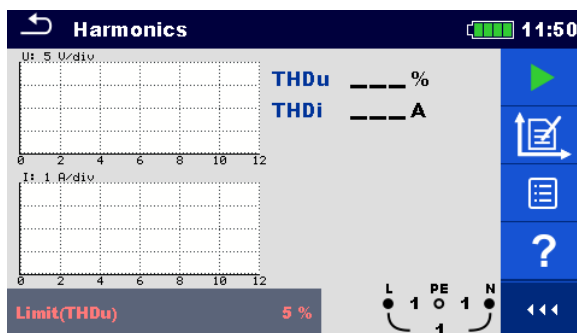 Harmonics 11:50
U: 5 V/div
THDu ___%
THDi ___A
0 2 4 6 8 10 12
I: 1 A/div
0 2 4 6 8 10 12
?
Limit(THDu) 5 %
L PE N
1 1
1